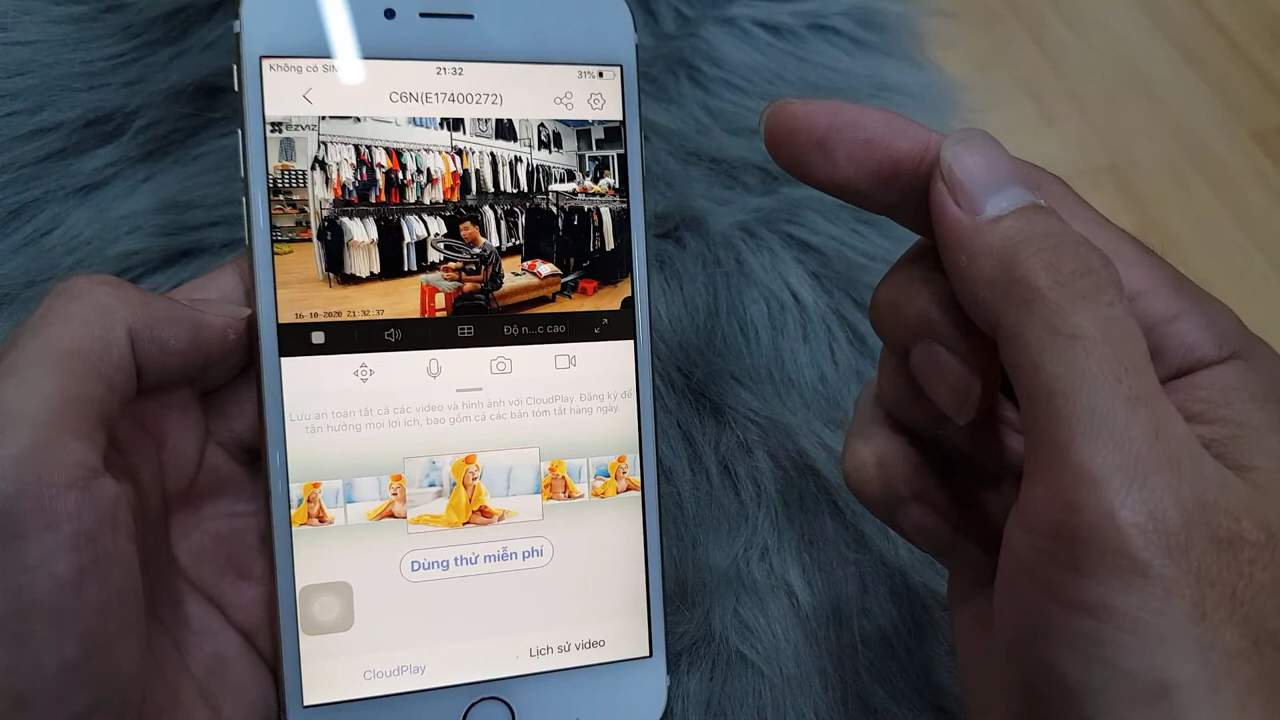 Không có SIM
21:32
31%
C6N(E17400272)
ezviz
16-10-2020 21:32:37
Độ n...c cao
Lưu an toàn tất cả các video và hình ảnh với CloudPlay. Đăng ký để
tận hưởng mọi lợi ích, bao gồm cả các bản tóm tắt hàng ngày.
Dùng thử miễn phí
CloudPlay
Lịch sử video